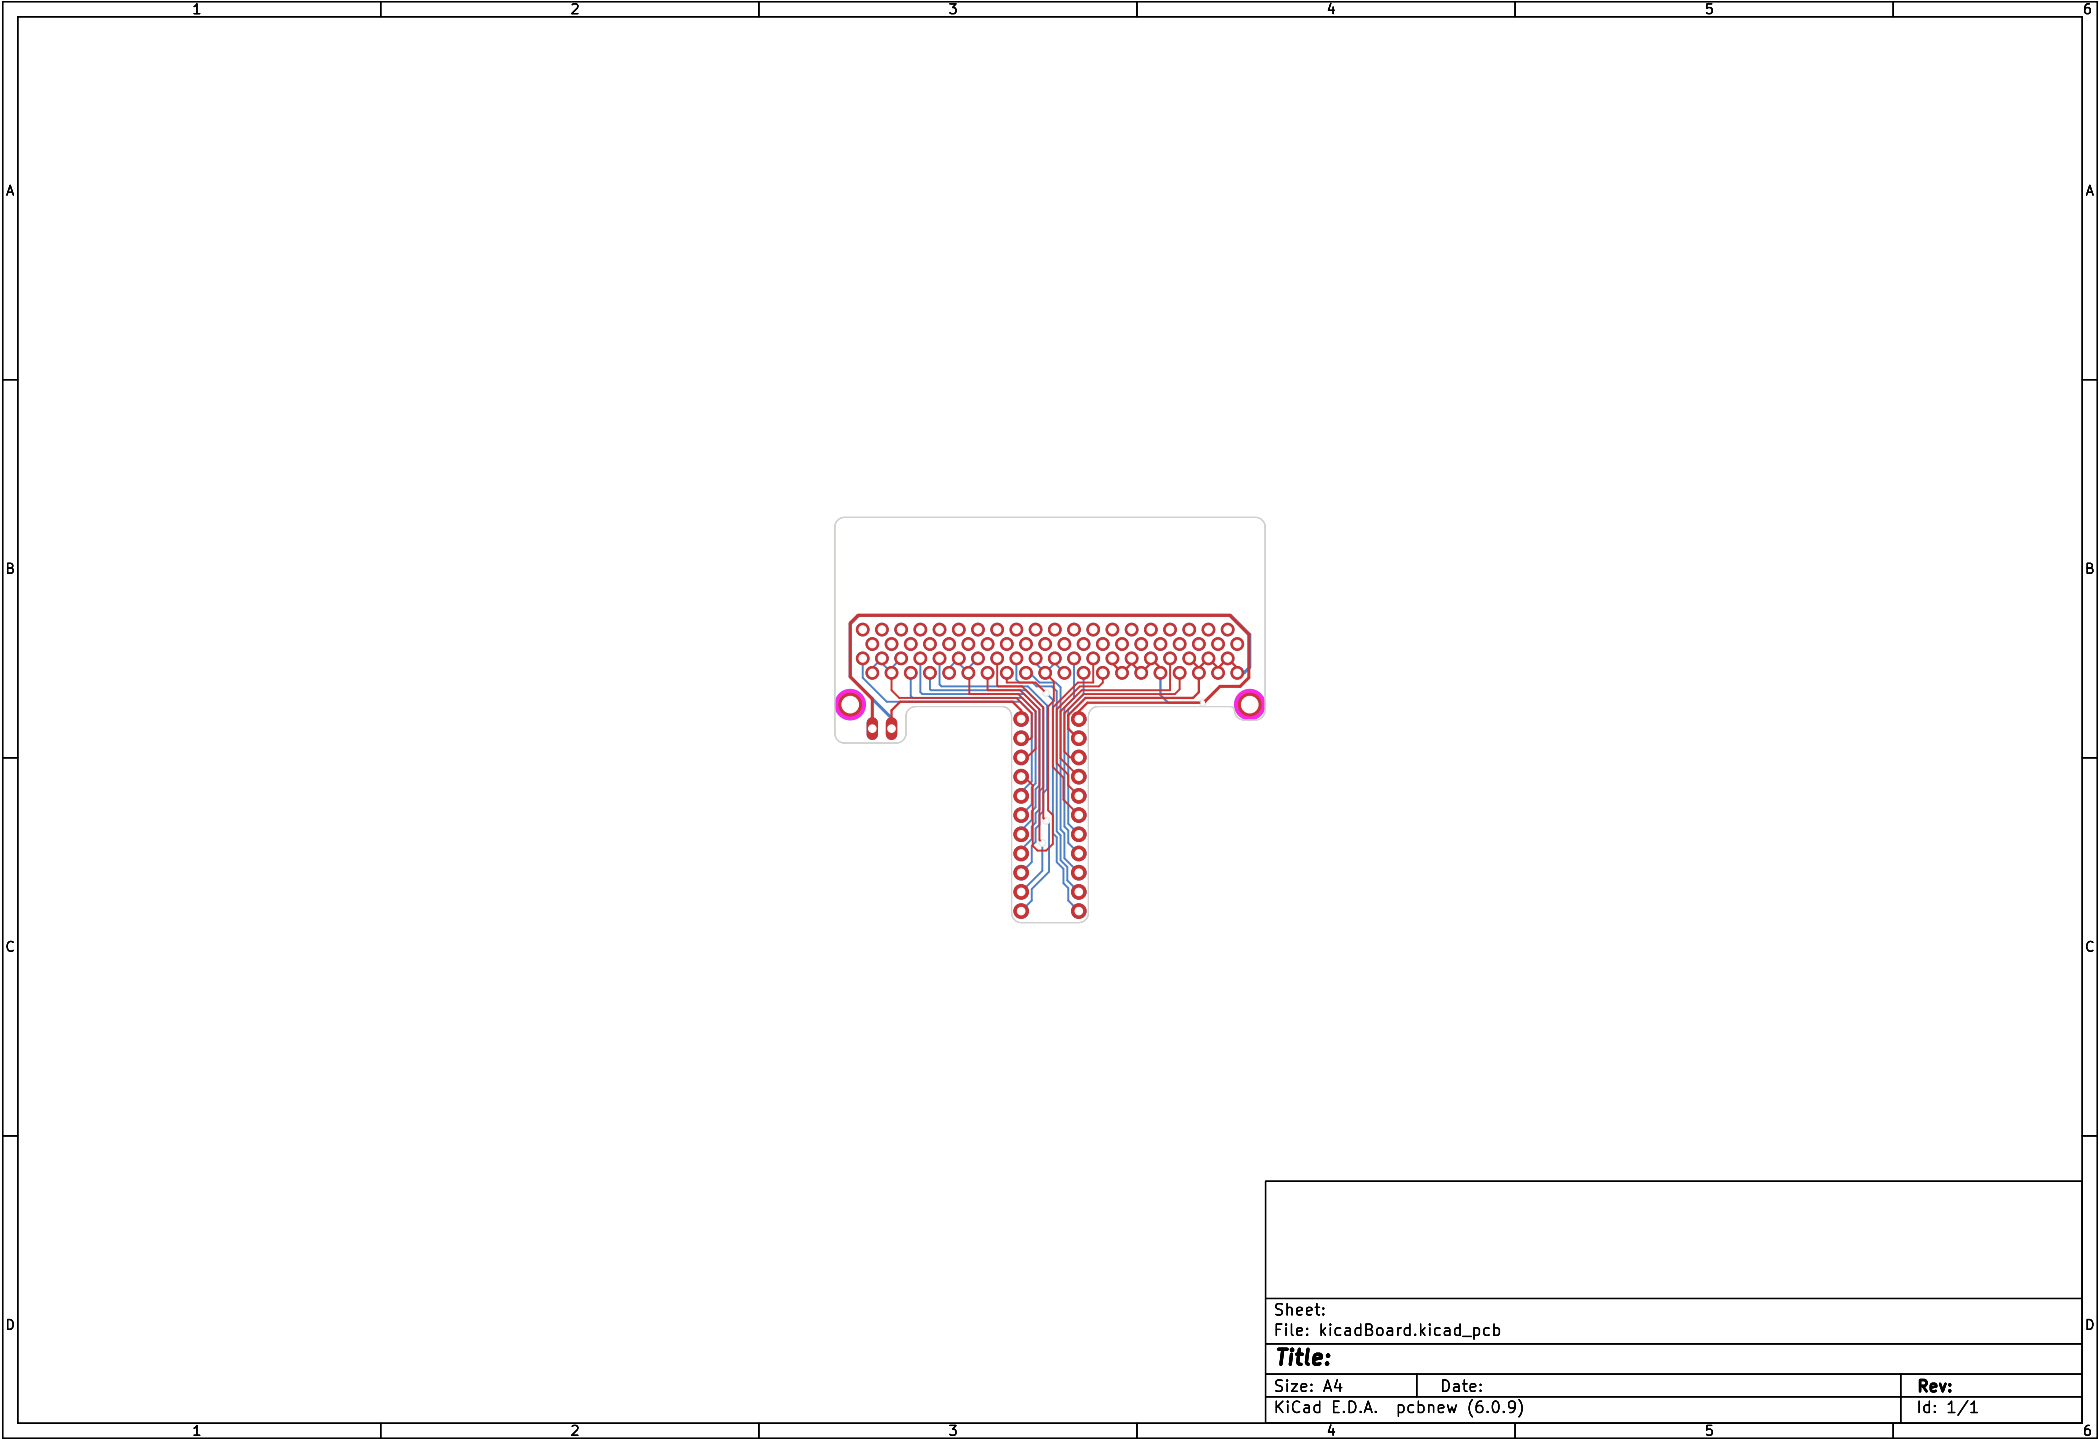 1 2 3 4 5 6
A A
B B
C C
D D
Sheet:
File: kicadBoard.kicad_pcb
Title:
Size: A4 Date: Rev:
KiCad E.D.A. pcbnew (6.0.9) Id: 1/1
1 2 3 4 5 6